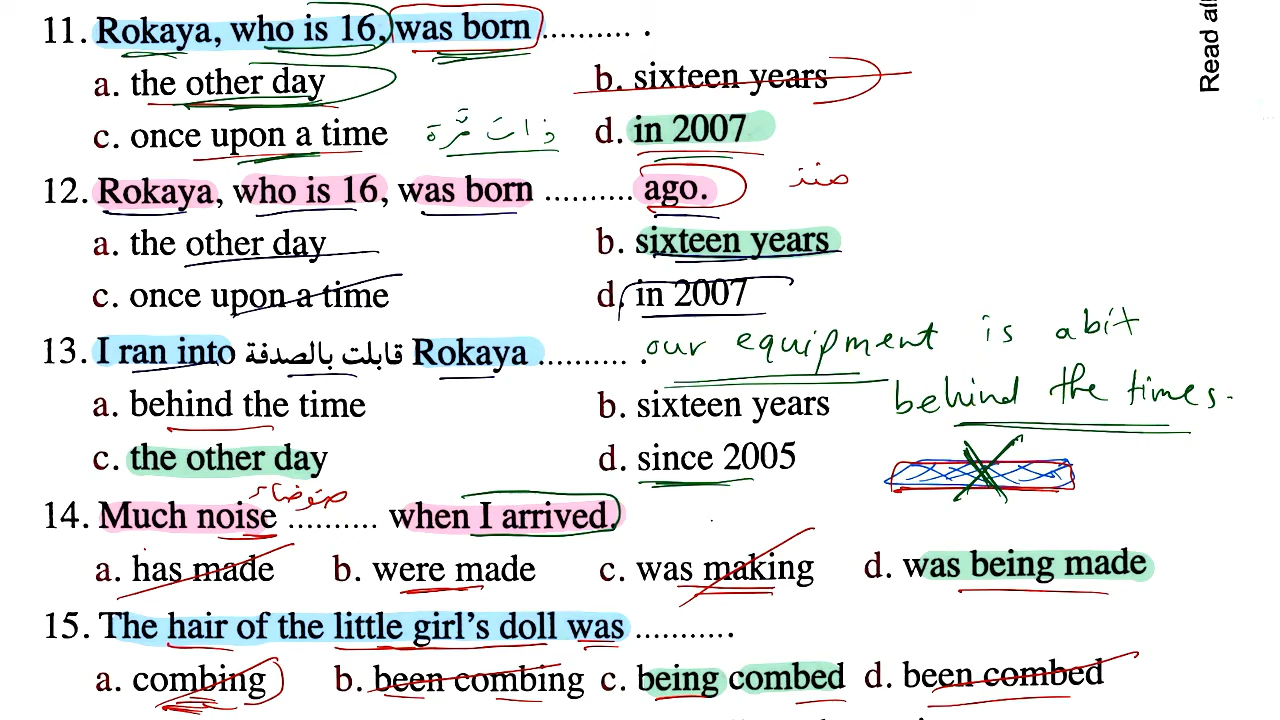 11. Rokaya, who is 16, was born .......... .
a. the other day b. sixteen years
c. once upon a time ذات مَرَّة d. in 2007
12. Rokaya, who is 16, was born .......... ago. منذ
a. the other day b. sixteen years
c. once upon a time d. in 2007
13. I ran into قابلت بالصدفة Rokaya .......... .
our equipment is a bit
behind the times.
a. behind the time b. sixteen years
c. the other day d. since 2005
ضوضاء
14. Much noise .......... when I arrived.
a. has made b. were made c. was making d. was being made
15. The hair of the little girl's doll was ...........
a. combing b. been combing c. being combed d. been combed
Read all